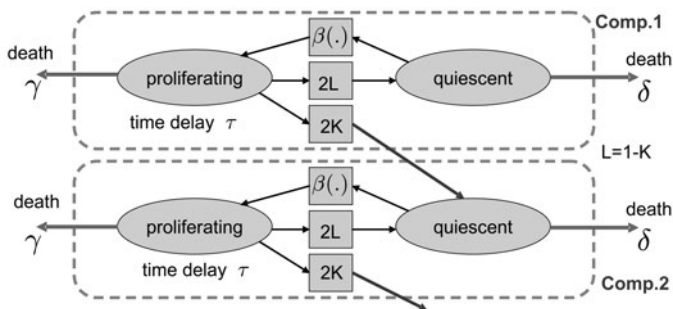 Comp.1
β(.)
death
death
proliferating
2L
quiescent
γ
δ
time delay τ
2K
L=1-K
β(.)
death
death
proliferating
2L
quiescent
γ
δ
time delay τ
2K
Comp.2